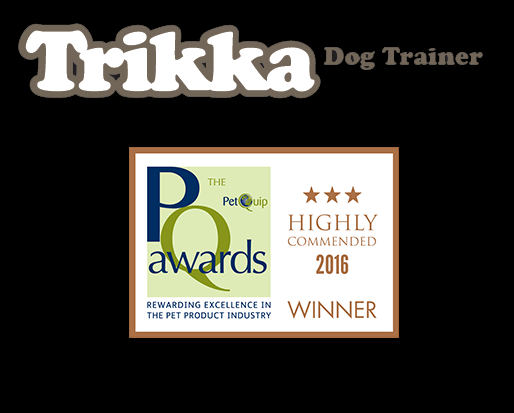 Trikka Dog Trainer
THE
PetQuip
PQ
awards
REWARDING EXCELLENCE IN
THE PET PRODUCT INDUSTRY
HIGHLY
COMMENDED
2016
WINNER